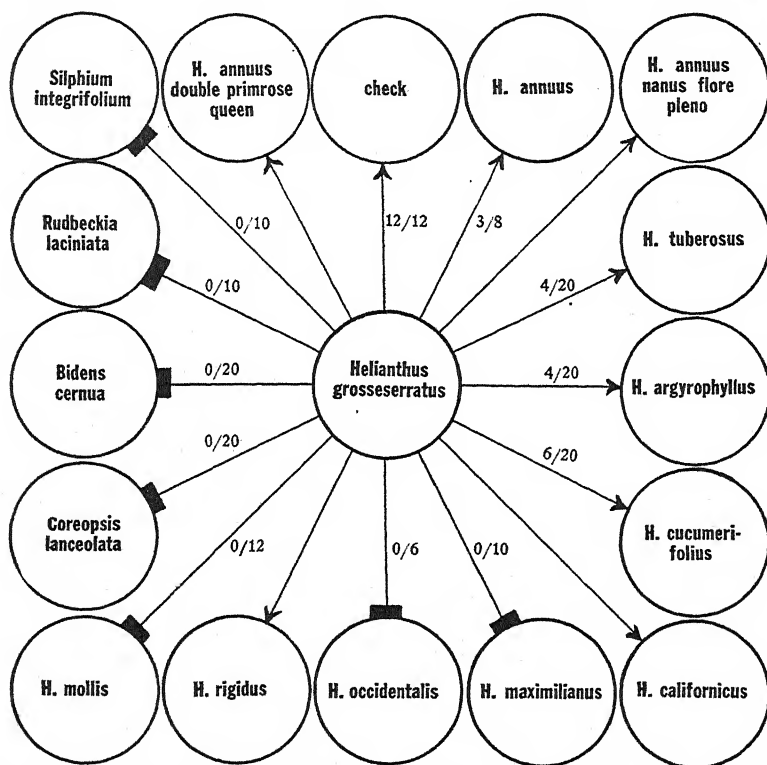 Silphium
integrifolium
H. annuus
double primrose
queen
check
H. annuus
H. annuus
nanus flore
pleno
0/10
12/12
3/8
Rudbeckia
laciniata
0/10
4/20
H. tuberosus
Bidens
cernua
0/20
Helianthus
grosseserratus
4/20
H. argyrophyllus
Coreopsis
lanceolata
0/20
6/20
H. cucumeri-
folius
0/12
0/6
0/10
H. mollis
H. rigidus
H. occidentalis
H. maximilianus
H. californicus